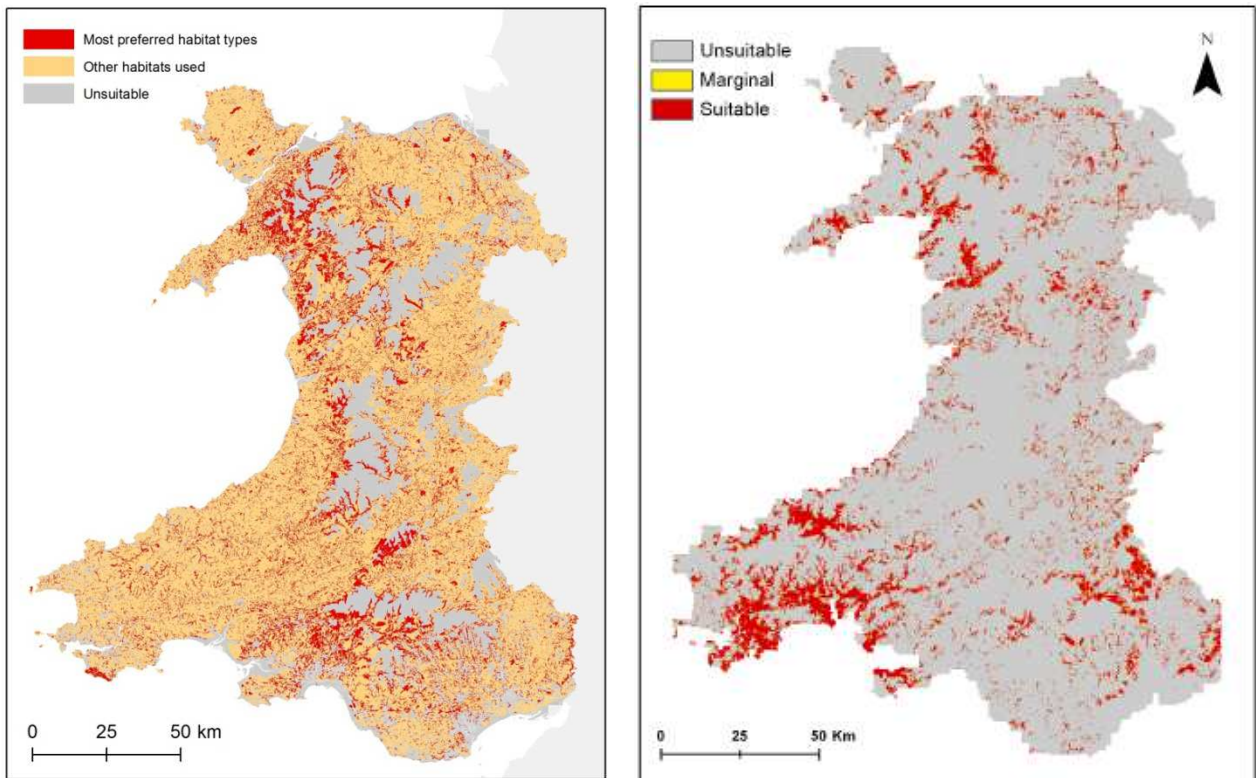 Most preferred habitat types
Other habitats used
Unsuitable
0 25 50 km
Unsuitable
Marginal
Suitable
N
0 25 50 Km